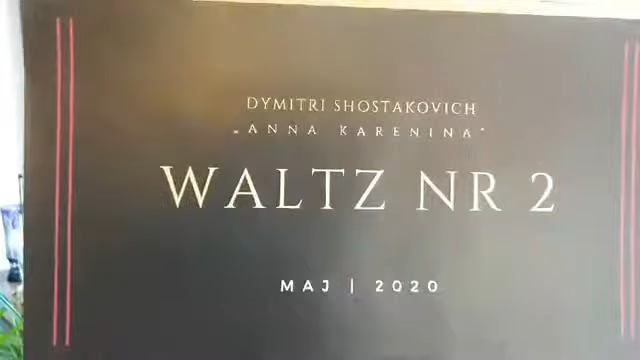 DYMITRI SHOSTAKOVICH
„ANNA KARENINA"
WALTZ NR 2
MAJ | 2020